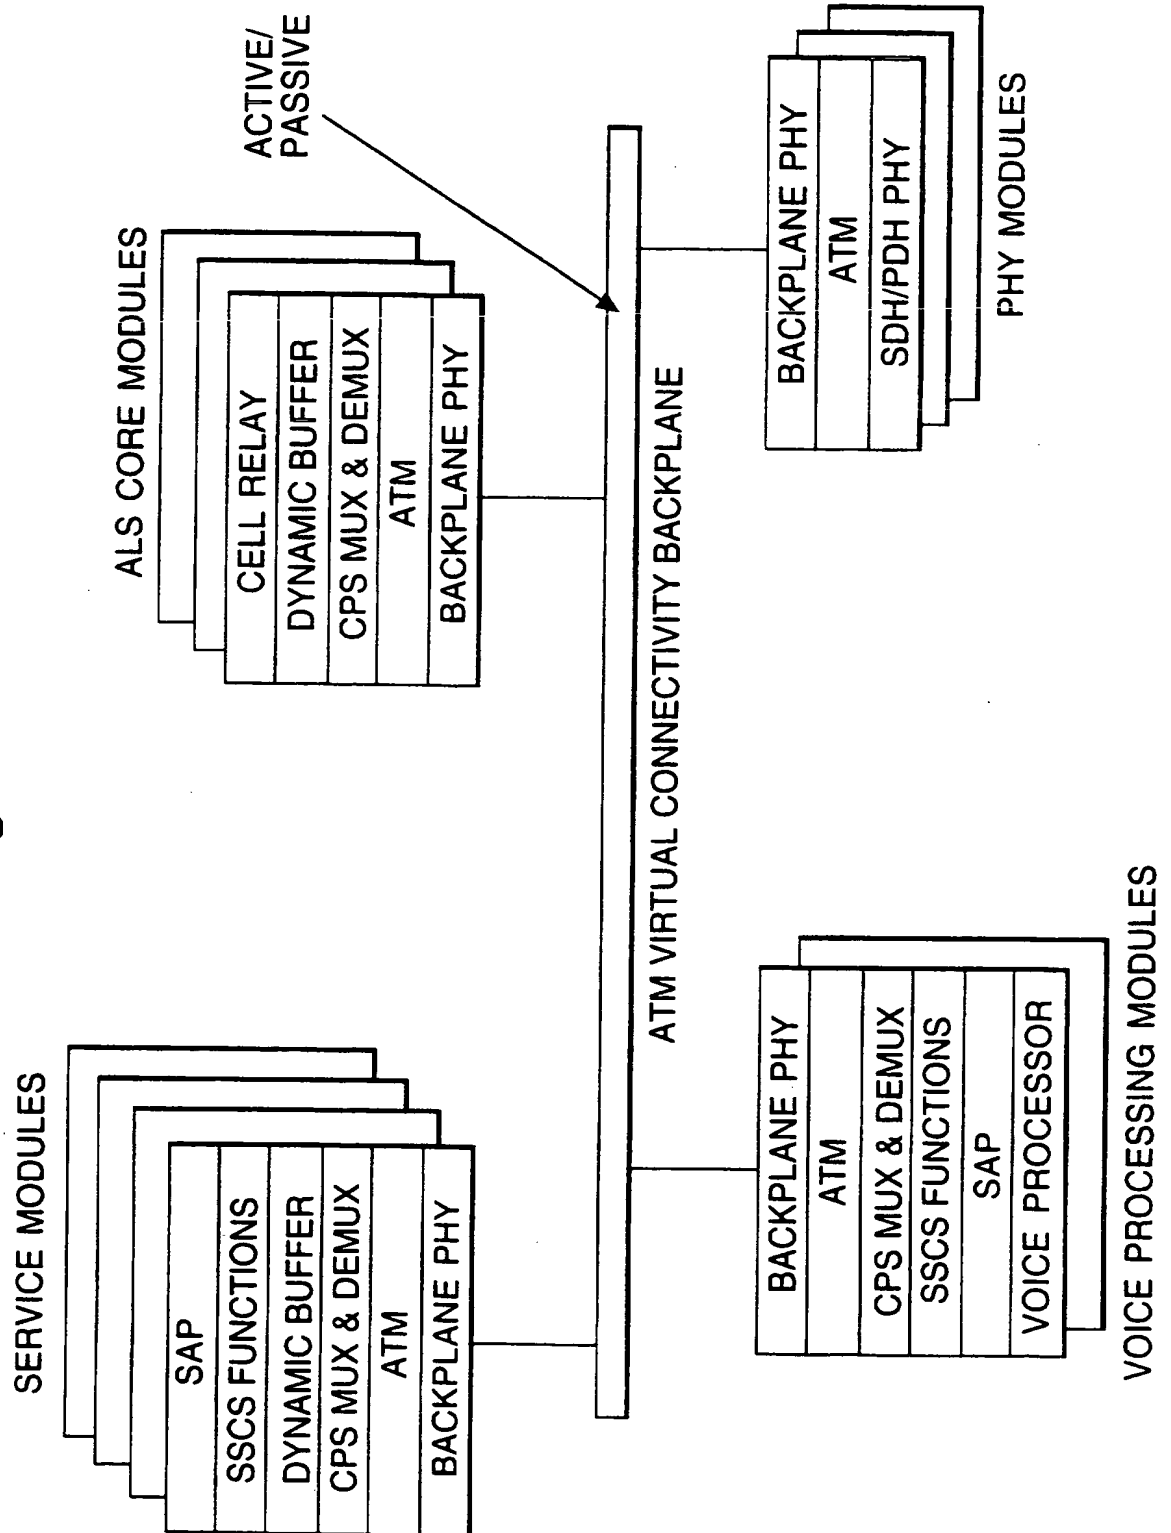 SERVICE MODULES
SAP
SSCS FUNCTIONS
DYNAMIC BUFFER
CPS MUX & DEMUX
ATM
BACKPLANE PHY
ALS CORE MODULES
CELL RELAY
DYNAMIC BUFFER
CPS MUX & DEMUX
ATM
BACKPLANE PHY
ACTIVE/
PASSIVE
ATM VIRTUAL CONNECTIVITY BACKPLANE
BACKPLANE PHY
ATM
CPS MUX & DEMUX
SSCS FUNCTIONS
SAP
VOICE PROCESSOR
VOICE PROCESSING MODULES
BACKPLANE PHY
ATM
SDH/PDH PHY
PHY MODULES